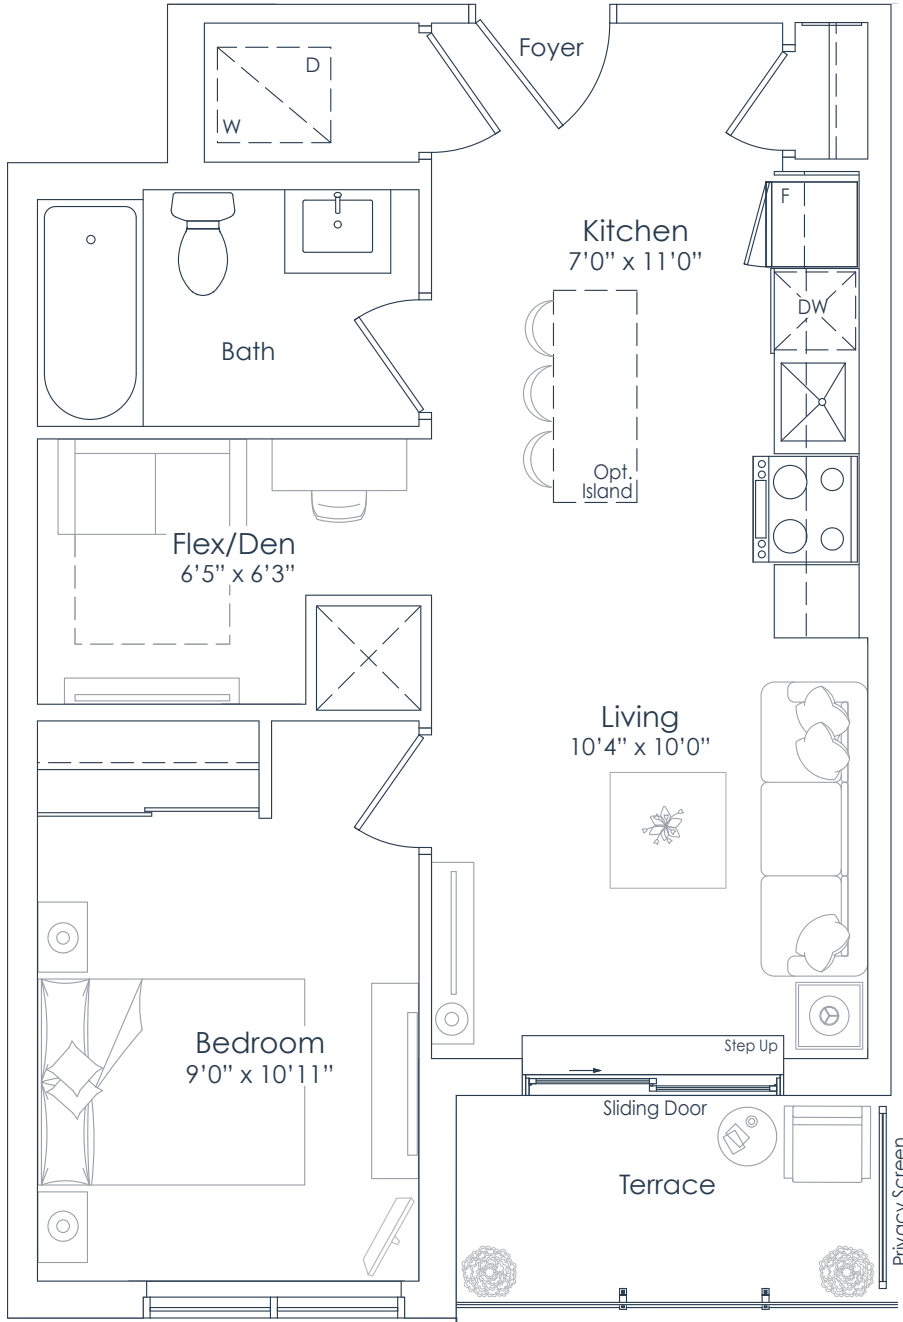 Foyer
D
W
F
Kitchen
7’0” x 11’0”
DW
Bath
Opt.
Island
Flex/Den
6’5” x 6’3”
Living
10’4” x 10’0”
Bedroom
9’0” x 10’11”
Step Up
Sliding Door
Terrace
Privacy Screen